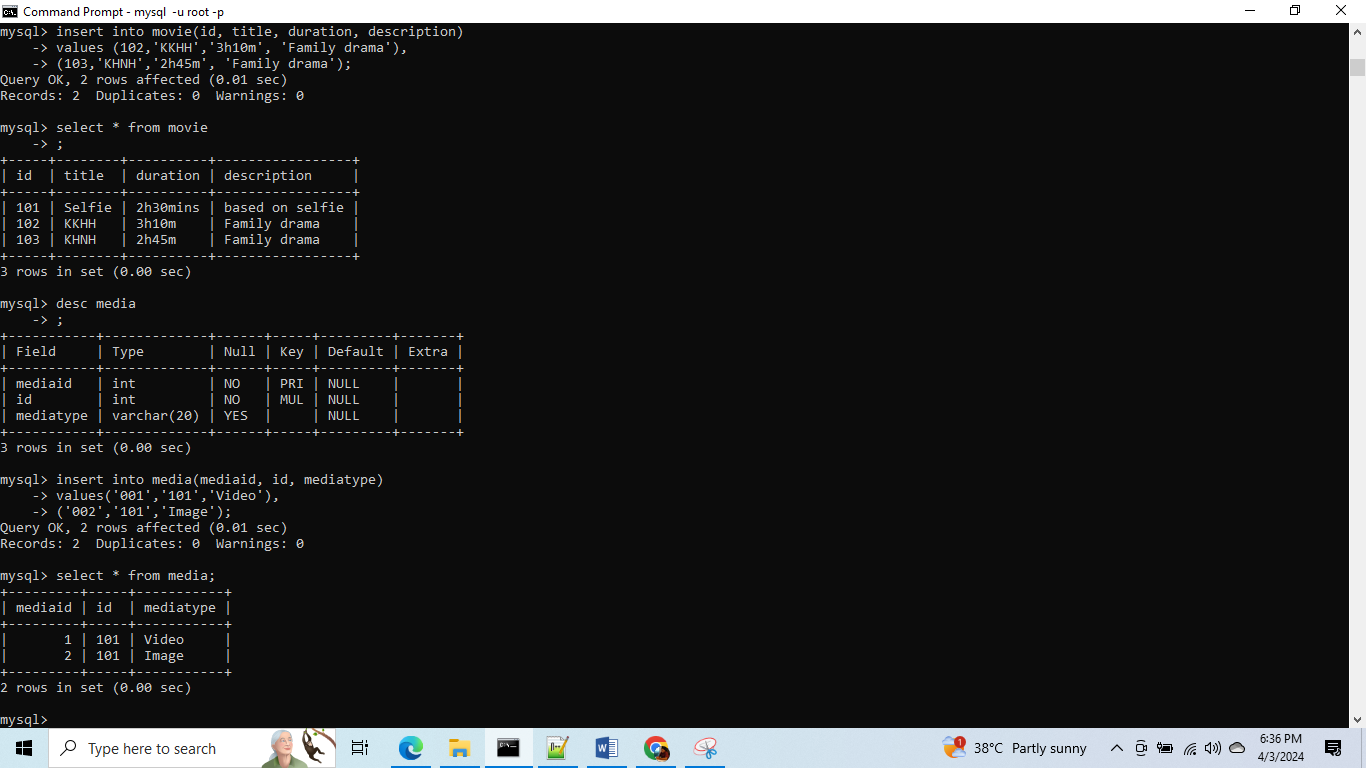 Command Prompt - mysql  -u root -p
mysql> insert into movie(id, title, duration, description)
    -> values (102,'KKHH','3h10m', 'Family drama'),
    -> (103,'KHNH','2h45m', 'Family drama');
Query OK, 2 rows affected (0.01 sec)
Records: 2  Duplicates: 0  Warnings: 0
mysql> select * from movie
    -> ;
+-----+--------+----------+-----------------+
| id  | title  | duration | description     |
+-----+--------+----------+-----------------+
| 101 | Selfie | 2h30mins | based on selfie |
| 102 | KKHH   | 3h10m    | Family drama    |
| 103 | KHNH   | 2h45m    | Family drama    |
+-----+--------+----------+-----------------+
3 rows in set (0.00 sec)
mysql> desc media
    -> ;
+-----------+-------------+------+-----+---------+-------+
| Field     | Type        | Null | Key | Default | Extra |
+-----------+-------------+------+-----+---------+-------+
| mediaid   | int         | NO   | PRI | NULL    |       |
| id        | int         | NO   | MUL | NULL    |       |
| mediatype | varchar(20) | YES  |     | NULL    |       |
+-----------+-------------+------+-----+---------+-------+
3 rows in set (0.00 sec)
mysql> insert into media(mediaid, id, mediatype)
    -> values('001','101','Video'),
    -> ('002','101','Image');
Query OK, 2 rows affected (0.01 sec)
Records: 2  Duplicates: 0  Warnings: 0
mysql> select * from media;
+---------+-----+-----------+
| mediaid | id  | mediatype |
+---------+-----+-----------+
|       1 | 101 | Video     |
|       2 | 101 | Image     |
+---------+-----+-----------+
2 rows in set (0.00 sec)
mysql>
Type here to search
1
38°C  Partly sunny
6:36 PM
4/3/2024